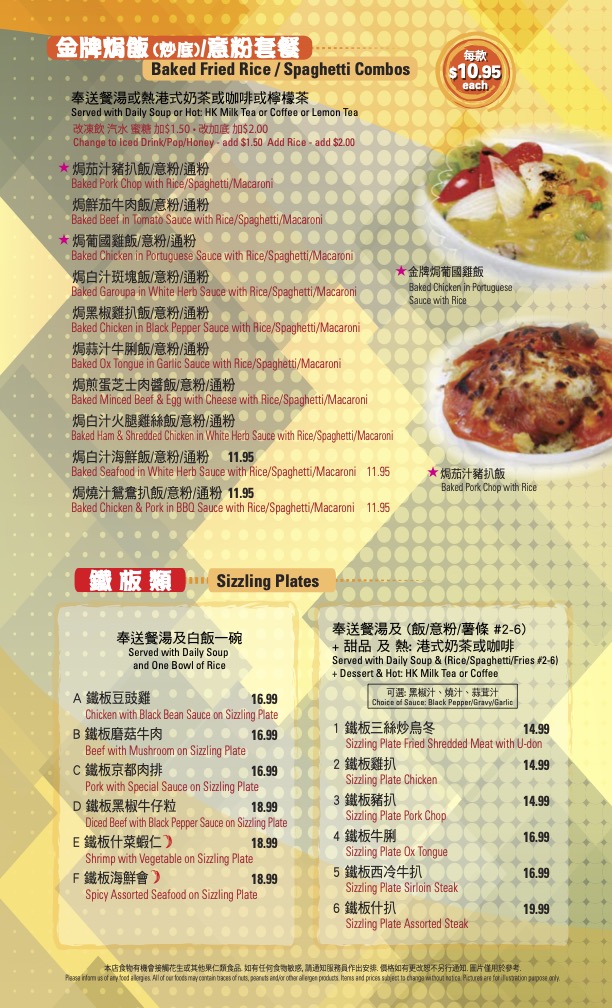 金牌焗飯(炒底)/意粉套餐
Baked Fried Rice / Spaghetti Combos
每款
$10.95
each
奉送餐湯或熱港式奶茶或咖啡或檸檬茶
Served with Daily Soup or Hot: HK Milk Tea or Coffee or Lemon Tea
改凍飲 汽水 蜜糖 加$1.50 • 改加底 加$2.00
Change to Iced Drink/Pop/Honey - add $1.50 Add Rice - add $2.00
★ 焗茄汁豬扒飯/意粉/通粉
Baked Pork Chop with Rice/Spaghetti/Macaroni
焗鮮茄牛肉飯/意粉/通粉
Baked Beef in Tomato Sauce with Rice/Spaghetti/Macaroni
★ 焗葡國雞飯/意粉/通粉
Baked Chicken in Portuguese Sauce with Rice/Spaghetti/Macaroni
焗白汁斑塊飯/意粉/通粉
Baked Garoupa in White Herb Sauce with Rice/Spaghetti/Macaroni
焗黑椒雞扒飯/意粉/通粉
Baked Chicken in Black Pepper Sauce with Rice/Spaghetti/Macaroni
焗蒜汁牛脷飯/意粉/通粉
Baked Ox Tongue in Garlic Sauce with Rice/Spaghetti/Macaroni
焗煎蛋芝士肉醬飯/意粉/通粉
Baked Minced Beef & Egg with Cheese with Rice/Spaghetti/Macaroni
焗白汁火腿雞絲飯/意粉/通粉
Baked Ham & Shredded Chicken in White Herb Sauce with Rice/Spaghetti/Macaroni
焗白汁海鮮飯/意粉/通粉 11.95
Baked Seafood in White Herb Sauce with Rice/Spaghetti/Macaroni 11.95
焗燒汁鴛鴦扒飯/意粉/通粉 11.95
Baked Chicken & Pork in BBQ Sauce with Rice/Spaghetti/Macaroni 11.95
★金牌焗葡國雞飯
Baked Chicken in Portuguese
Sauce with Rice
★焗茄汁豬扒飯
Baked Pork Chop with Rice
鐵板類
Sizzling Plates
奉送餐湯及白飯一碗
Served with Daily Soup
and One Bowl of Rice
A 鐵板豆豉雞 16.99
Chicken with Black Bean Sauce on Sizzling Plate
B 鐵板磨菇牛肉 16.99
Beef with Mushroom on Sizzling Plate
C 鐵板京都肉排 16.99
Pork with Special Sauce on Sizzling Plate
D 鐵板黑椒牛仔粒 18.99
Diced Beef with Black Pepper Sauce on Sizzling Plate
E 鐵板什菜蝦仁 18.99
Shrimp with Vegetable on Sizzling Plate
F 鐵板海鮮會 18.99
Spicy Assorted Seafood on Sizzling Plate
奉送餐湯及 (飯/意粉/薯條 #2-6)
+ 甜品 及 熱: 港式奶茶或咖啡
Served with Daily Soup & (Rice/Spaghetti/Fries #2-6)
+ Dessert & Hot: HK Milk Tea or Coffee
可選: 黑椒汁、燒汁、蒜茸汁
Choice of Sauce: Black Pepper/Gravy/Garlic
1 鐵板三絲炒烏冬 14.99
Sizzling Plate Fried Shredded Meat with U-don
2 鐵板雞扒 14.99
Sizzling Plate Chicken
3 鐵板豬扒 14.99
Sizzling Plate Pork Chop
4 鐵板牛脷 16.99
Sizzling Plate Ox Tongue
5 鐵板西冷牛扒 16.99
Sizzling Plate Sirloin Steak
6 鐵板什扒 19.99
Sizzling Plate Assorted Steak
本店食物有機會接觸花生或其他果仁類食品. 如有任何食物敏感, 請通知服務員作出安排. 價格如有更改恕不另行通知. 圖片僅用於參考.
Please inform us of any food allergies. All of our foods may contain traces of nuts, peanuts and/or other allergen products. Items and prices subject to change without notice. Pictures are for illustration purpose only.